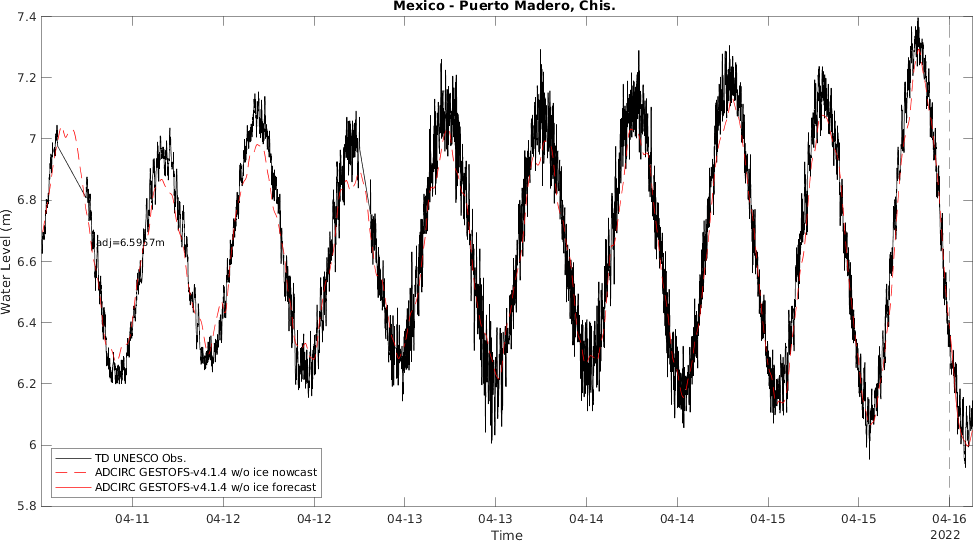 Mexico - Puerto Madero, Chis.
7.4
7.2
7
6.8
6.6
6.4
6.2
6
5.8
Water Level (m)
adj=6.5957m
TD UNESCO Obs.
ADCIRC GESTOFS-v4.1.4 w/o ice nowcast
ADCIRC GESTOFS-v4.1.4 w/o ice forecast
04-11 04-12 04-12 04-13 04-13 04-14 04-14 04-15 04-15 04-16
2022
Time